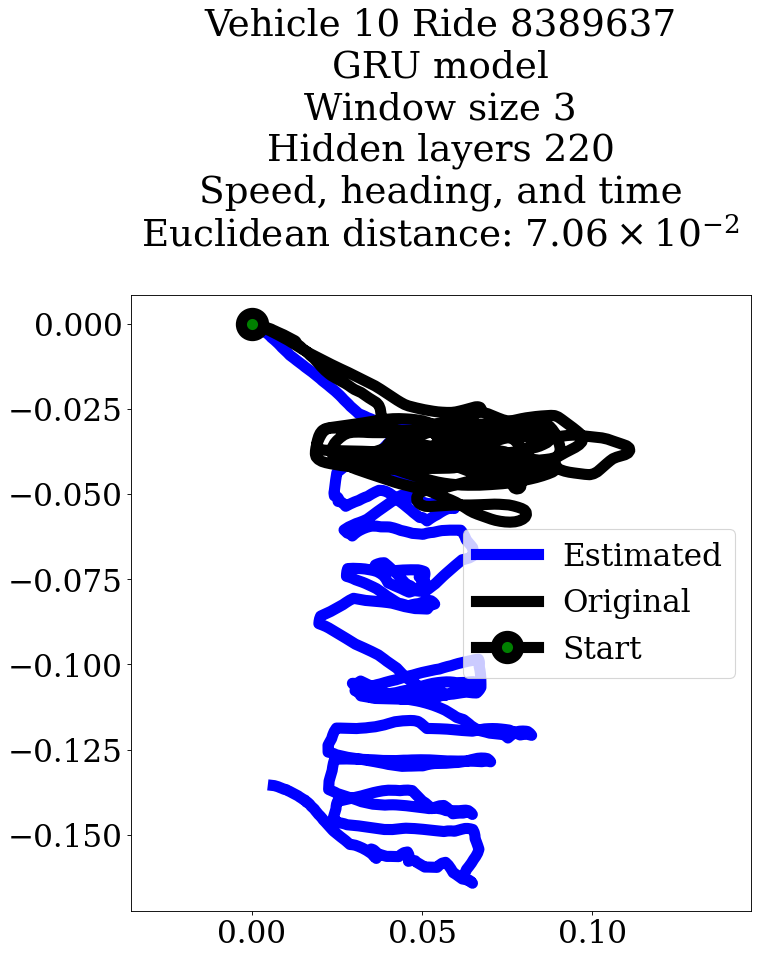 Vehicle 10 Ride 8389637
GRU model
Window size 3
Hidden layers 220
Speed, heading, and time
Euclidean distance: 7.06 × 10⁻²
0.000
−0.025
−0.050
−0.075
−0.100
−0.125
−0.150
Estimated
Original
Start
0.00 0.05 0.10